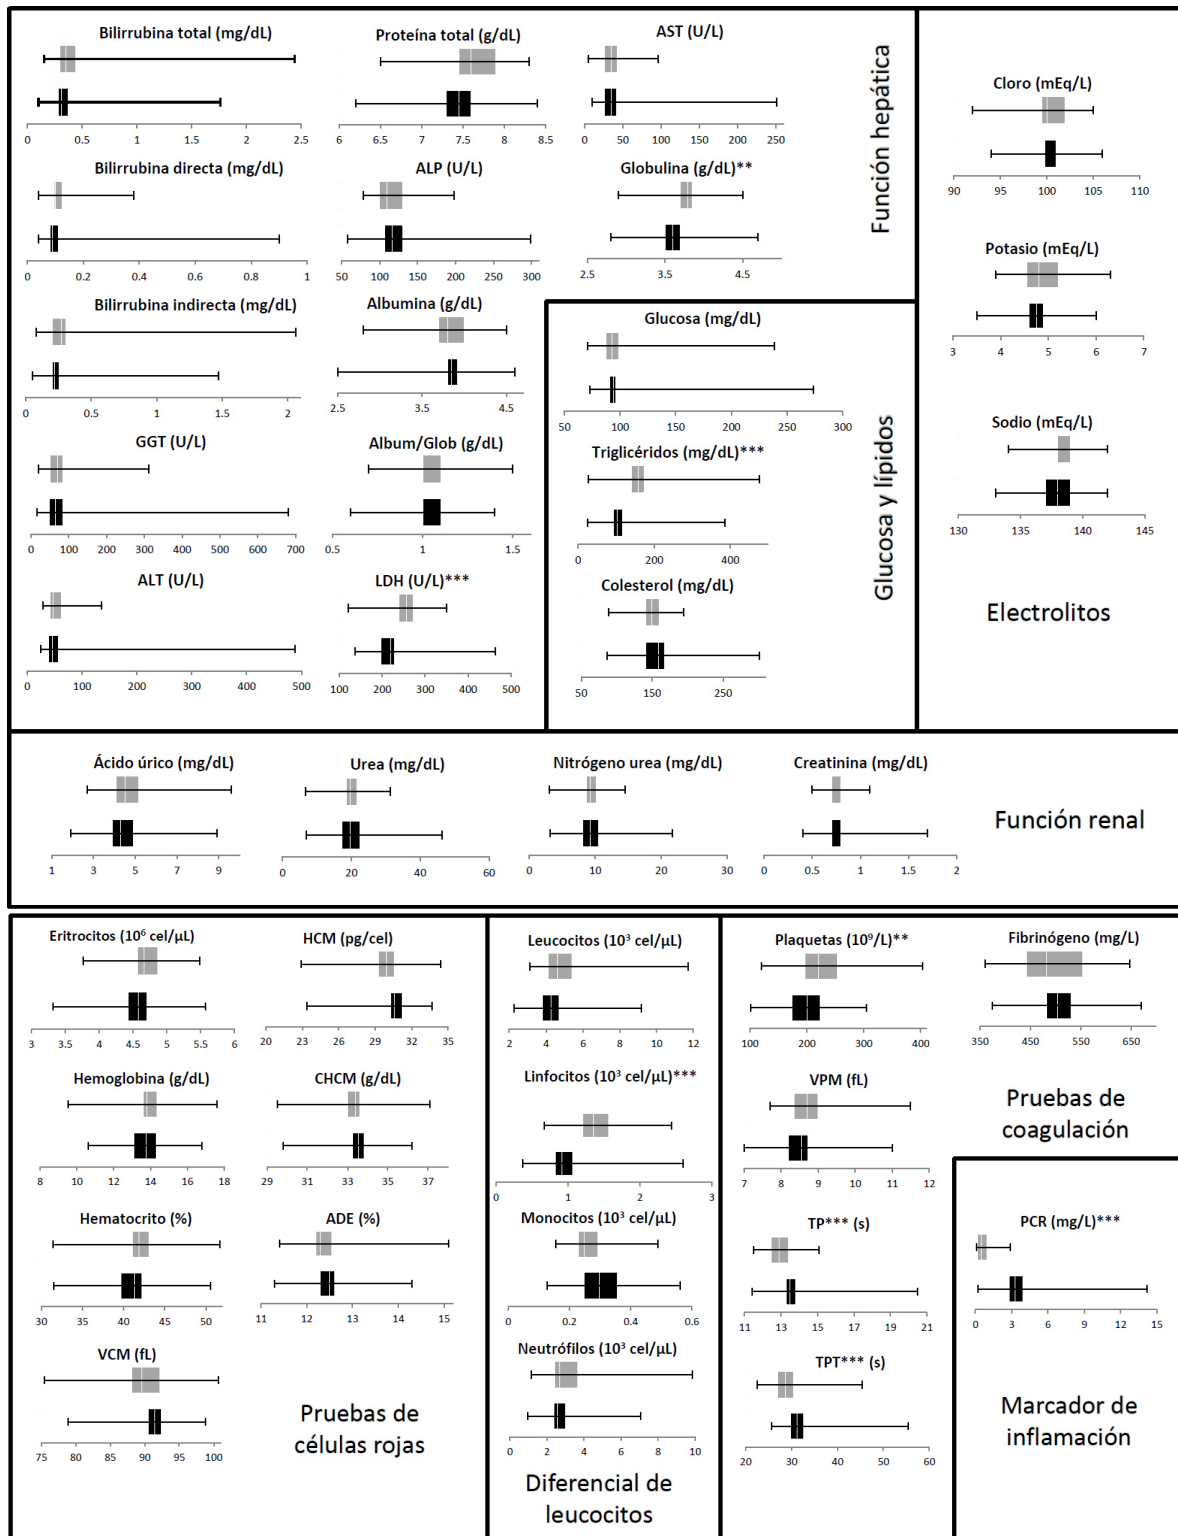 Bilirrubina total (mg/dL)
0 0.5 1 1.5 2 2.5
Proteína total (g/dL)
6 6.5 7 7.5 8 8.5
AST (U/L)
0 50 100 150 200 250
Bilirrubina directa (mg/dL)
0 0.2 0.4 0.6 0.8 1
ALP (U/L)
50 100 150 200 250 300
Globulina (g/dL)**
2.5 3.5 4.5
Bilirrubina indirecta (mg/dL)
0 0.5 1 1.5 2
Albumina (g/dL)
2.5 3.5 4.5
GGT (U/L)
0 100 200 300 400 500 600 700
Album/Glob (g/dL)
0.5 1 1.5
ALT (U/L)
0 100 200 300 400 500
LDH (U/L)***
100 200 300 400 500
Función hepática
Glucosa (mg/dL)
50 100 150 200 250 300
Triglicéridos (mg/dL)***
0 200 400
Colesterol (mg/dL)
50 150 250
Glucosa y lípidos
Cloro (mEq/L)
90 95 100 105 110
Potasio (mEq/L)
3 4 5 6 7
Sodio (mEq/L)
130 135 140 145
Electrolitos
Ácido úrico (mg/dL)
1 3 5 7 9
Urea (mg/dL)
0 20 40 60
Nitrógeno urea (mg/dL)
0 10 20 30
Creatinina (mg/dL)
0 0.5 1 1.5 2
Función renal
Eritrocitos (10⁶ cel/µL)
3 3.5 4 4.5 5 5.5 6
HCM (pg/cel)
20 23 26 29 32 35
Hemoglobina (g/dL)
8 10 12 14 16 18
CHCM (g/dL)
29 31 33 35 37
Hematocrito (%)
30 35 40 45 50
ADE (%)
11 12 13 14 15
VCM (fL)
75 80 85 90 95 100
Pruebas de
células rojas
Leucocitos (10³ cel/µL)
2 4 6 8 10 12
Linfocitos (10³ cel/µL)***
0 1 2 3
Monocitos (10³ cel/µL)
0 0.2 0.4 0.6
Neutrófilos (10³ cel/µL)
0 2 4 6 8 10
Diferencial de
leucocitos
Plaquetas (10⁹/L)**
100 200 300 400
Fibrinógeno (mg/L)
350 450 550 650
VPM (fL)
7 8 9 10 11 12
Pruebas de
coagulación
TP*** (s)
11 13 15 17 19 21
TPT*** (s)
20 30 40 50 60
PCR (mg/L)***
0 3 6 9 12 15
Marcador de
inflamación